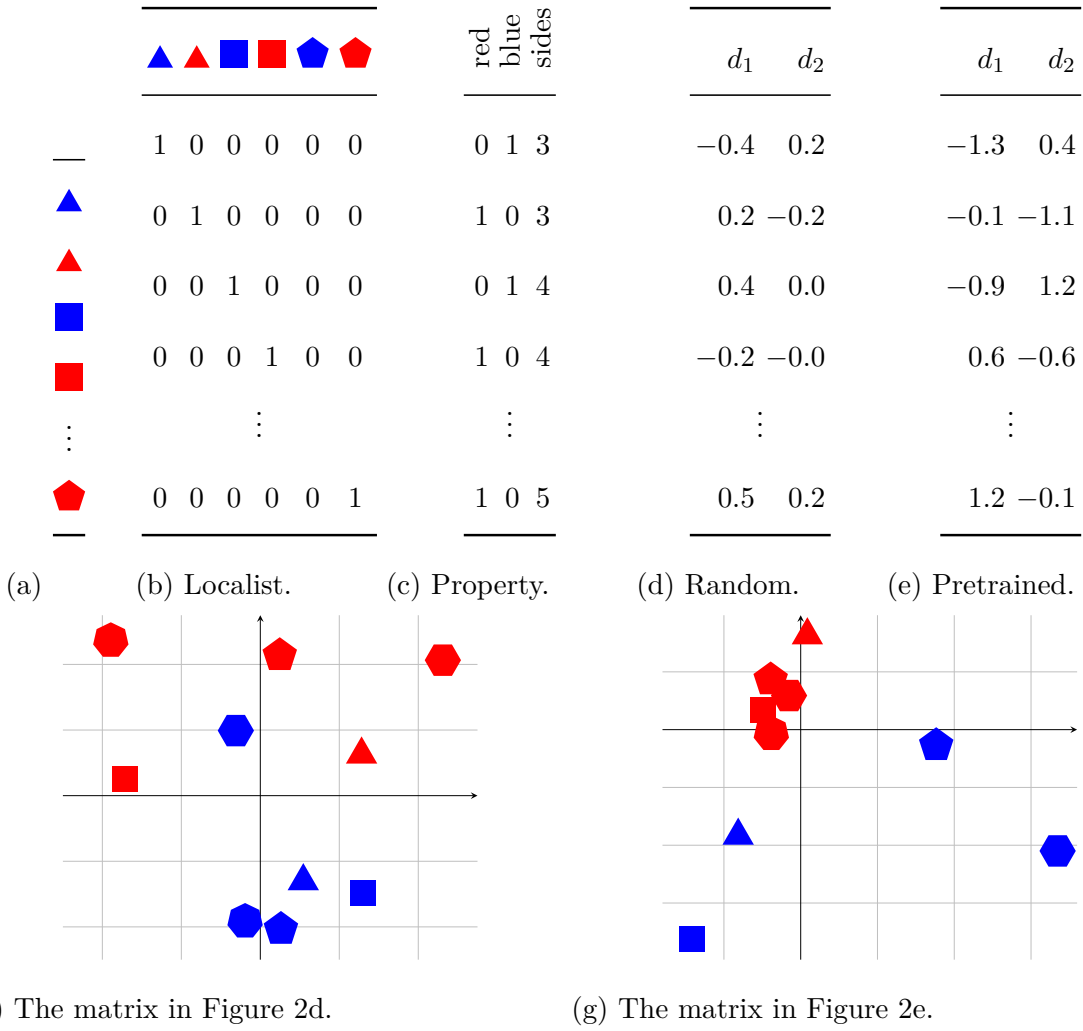 red blue sides
d₁ d₂
d₁ d₂
1 0 0 0 0 0
0 1 3
−0.4 0.2
−1.3 0.4
0 1 0 0 0 0
1 0 3
0.2 −0.2
−0.1 −1.1
0 0 1 0 0 0
0 1 4
0.4 0.0
−0.9 1.2
0 0 0 1 0 0
1 0 4
−0.2 −0.0
0.6 −0.6
⋮ ⋮ ⋮ ⋮ ⋮
0 0 0 0 0 1
1 0 5
0.5 0.2
1.2 −0.1
(a) (b) Localist. (c) Property. (d) Random. (e) Pretrained.
) The matrix in Figure 2d. (g) The matrix in Figure 2e.